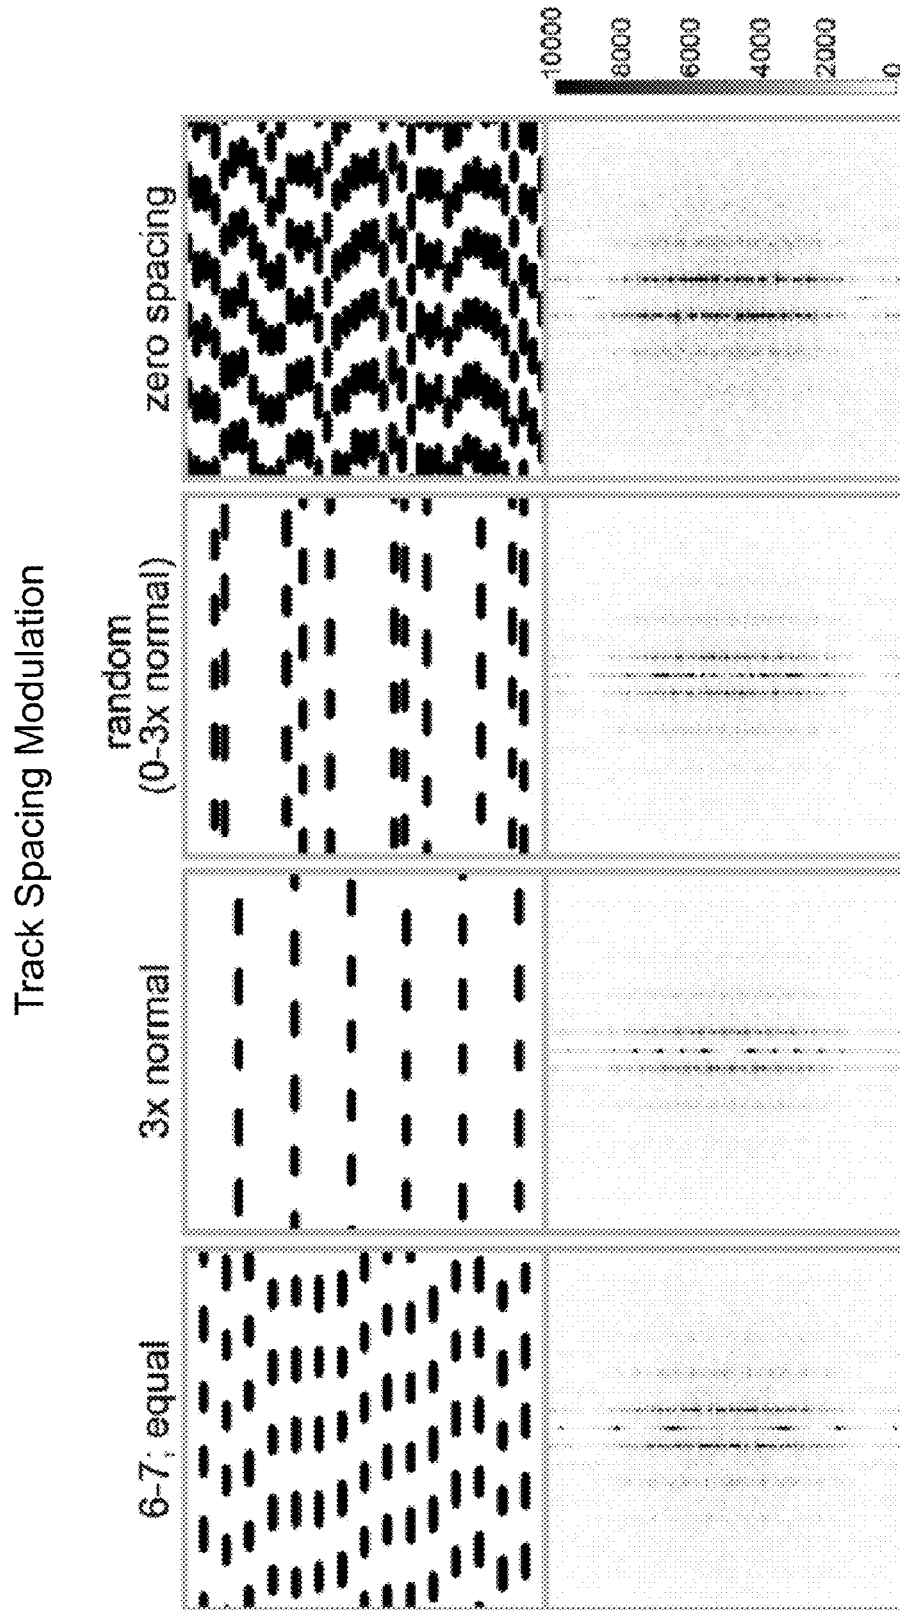 Track Spacing Modulation
6-7; equal
3x normal
random
(0-3x normal)
zero spacing
10000
8000
6000
4000
2000
0